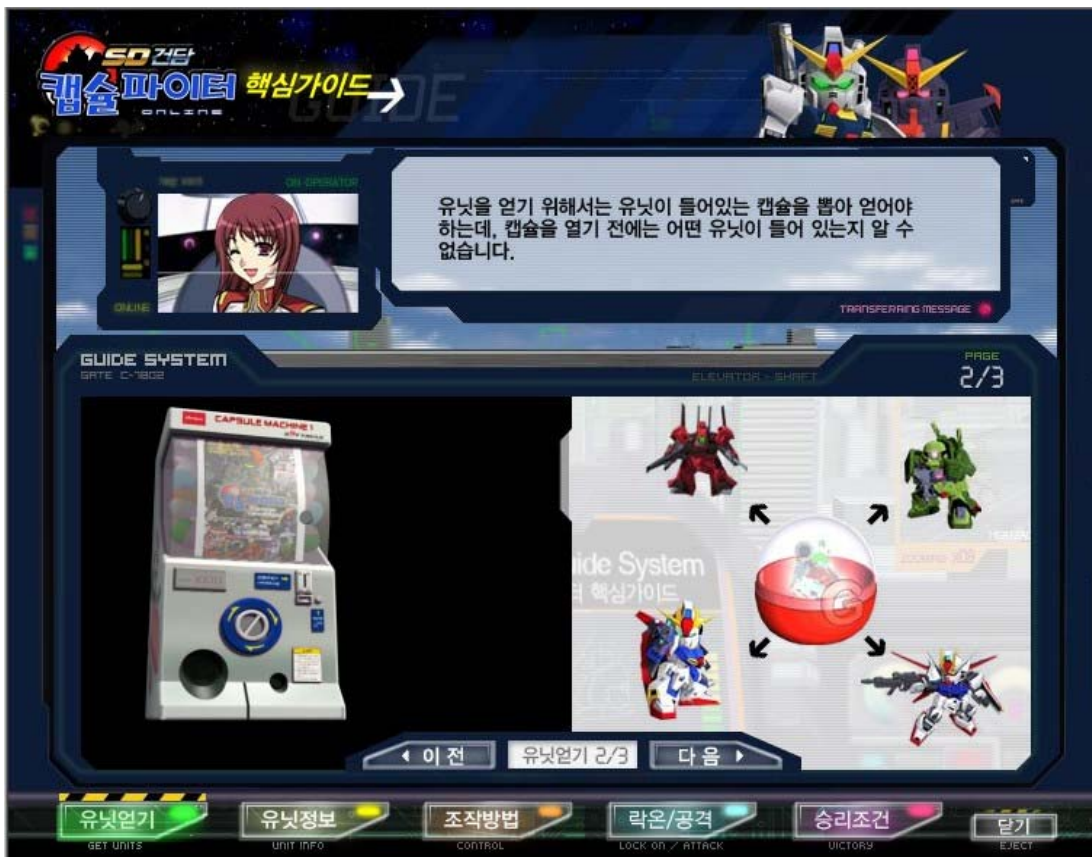 SD건담
캡슐파이터 핵심가이드
ONLINE
GUIDE
ON-OPERATOR
유닛을 얻기 위해서는 유닛이 들어있는 캡슐을 뽑아 얻어야
하는데, 캡슐을 열기 전에는 어떤 유닛이 들어 있는지 알 수
없습니다.
ONLINE
TRANSFERRING MESSAGE
GUIDE SYSTEM
GATE C-7802
ELEVATOR - SHAFT
PAGE
2/3
CAPSULE MACHINE 1
ide System
터 핵심가이드
G
이전
유닛얻기 2/3
다음
유닛얻기
유닛정보
조작방법
락온/공격
승리조건
닫기
GET UNITS
UNIT INFO
CONTROL
LOCK ON / ATTACK
VICTORY
EJECT